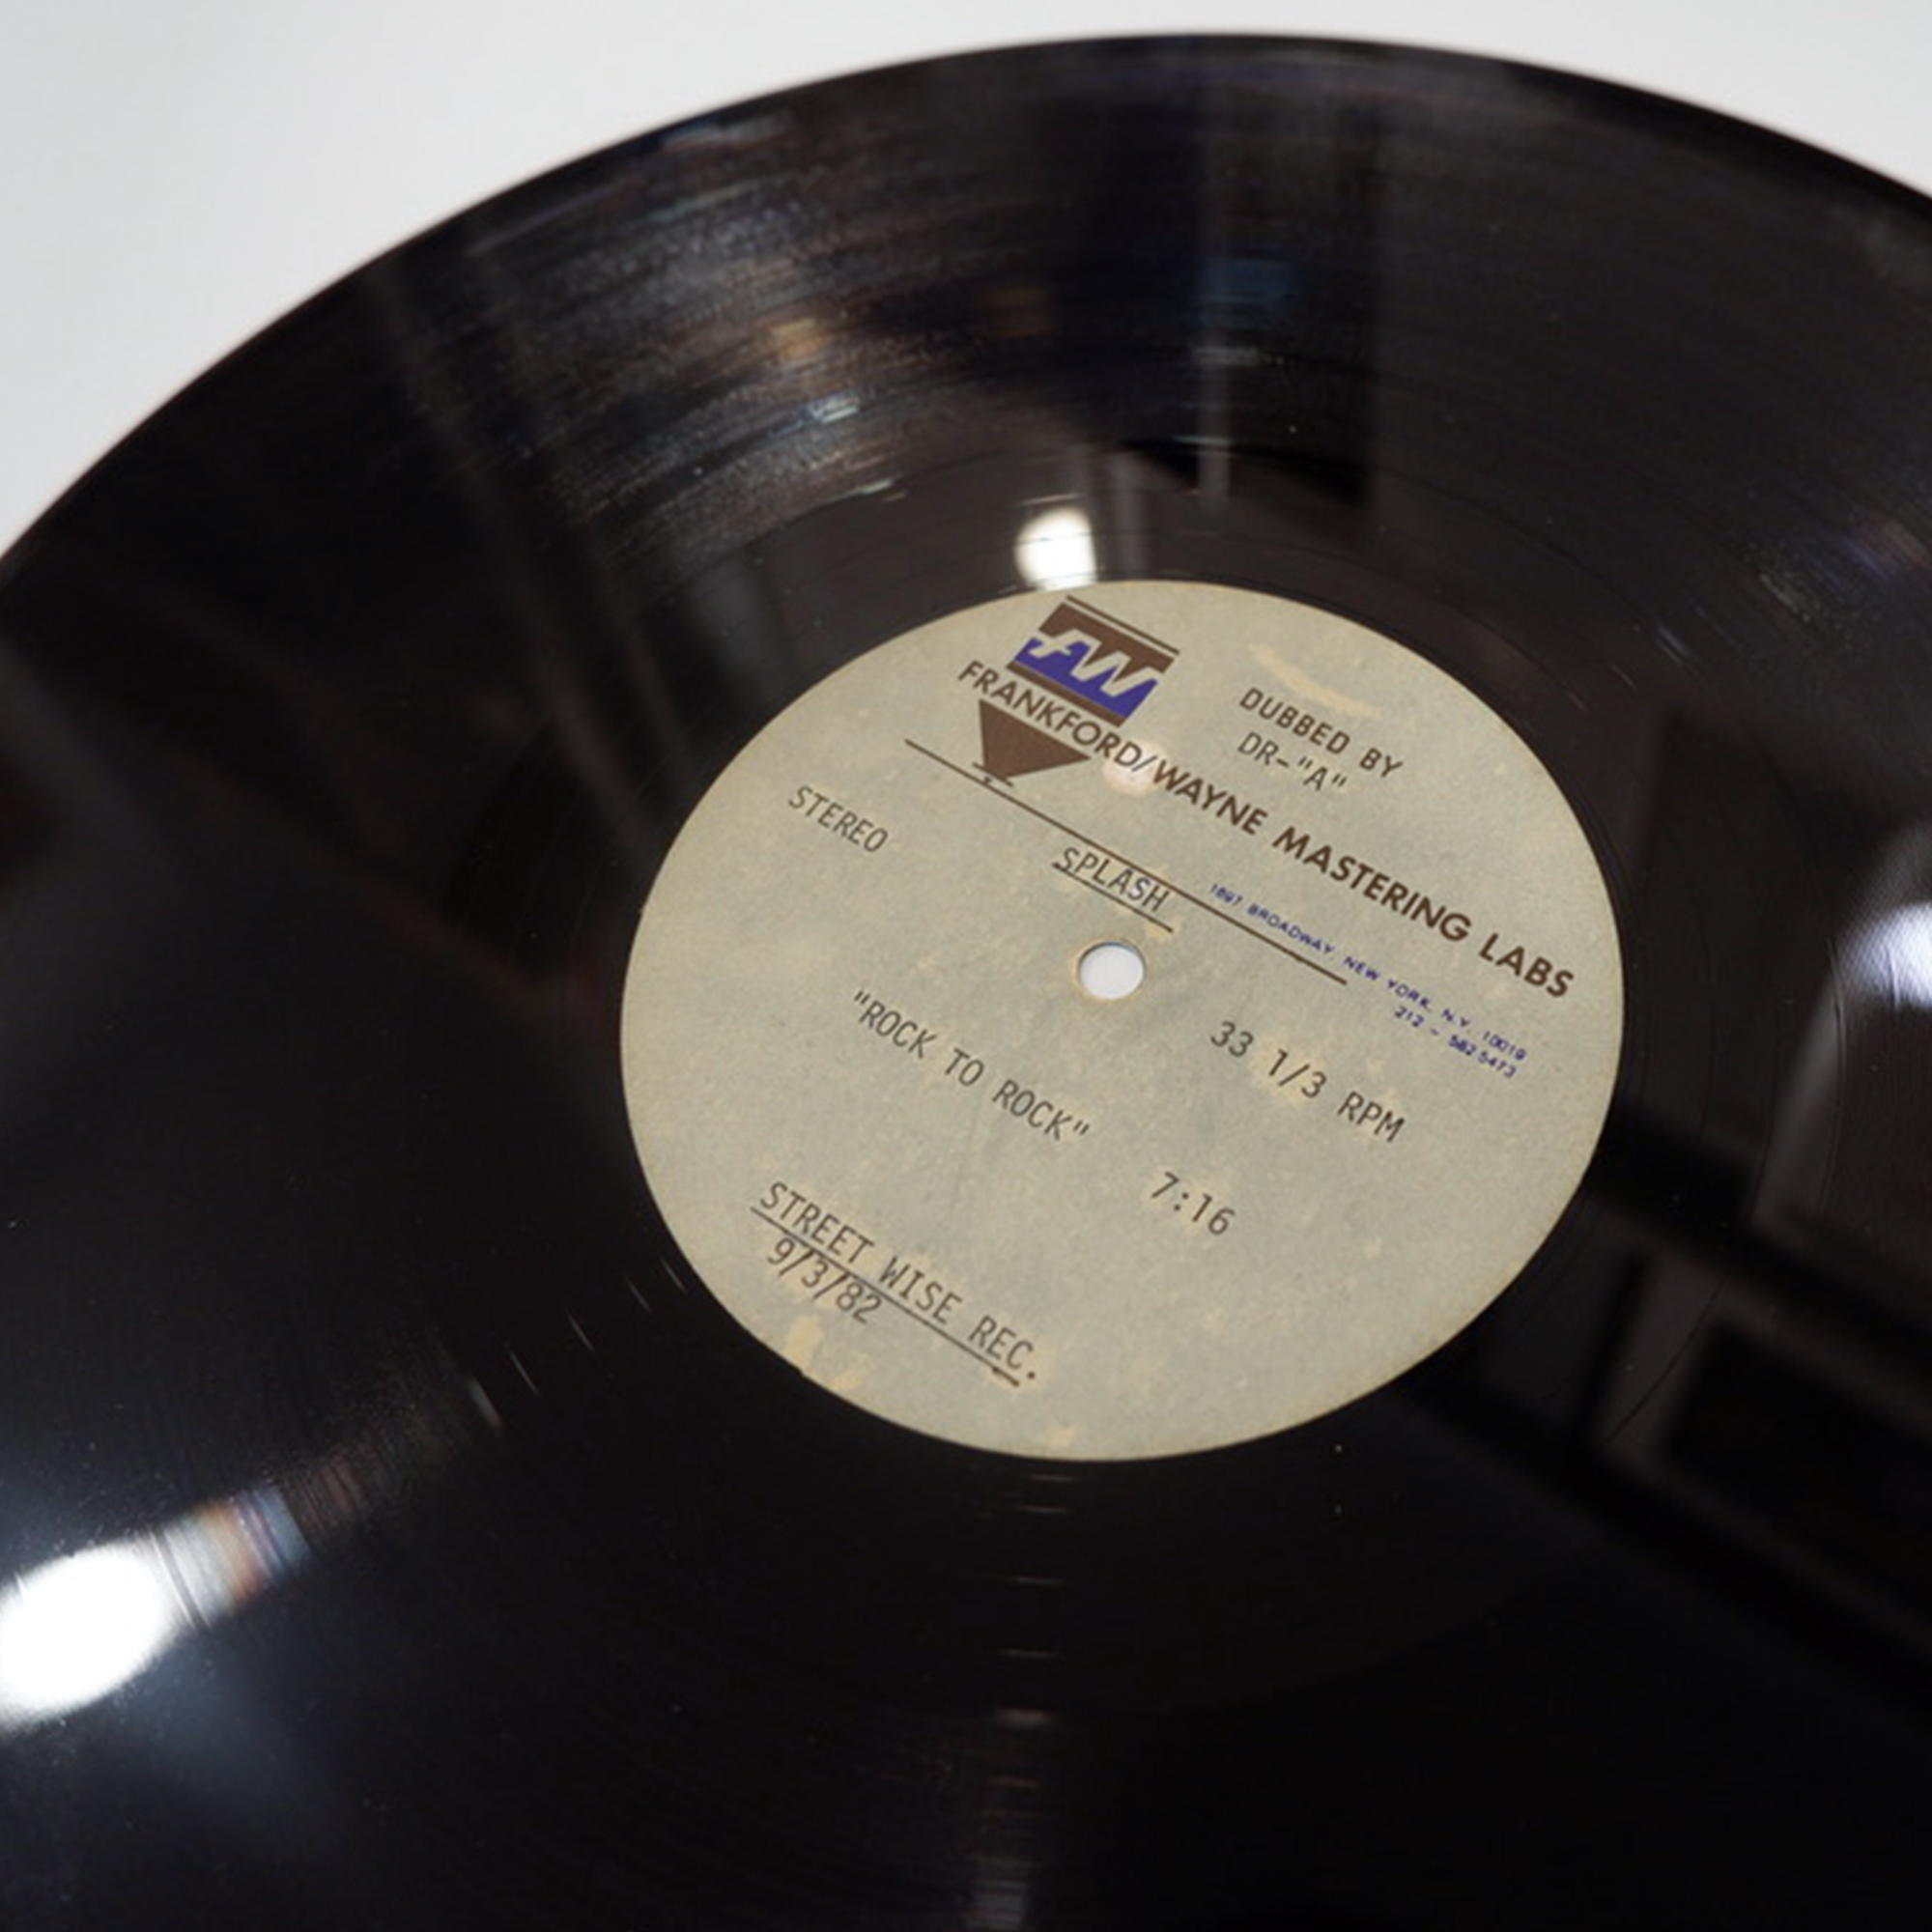 FW
FRANKFORD/WAYNE MASTERING LABS
DUBBED BY
DR-"A"
1697 BROADWAY NEW YORK, N.Y. 10019
212 - 582-5473
STEREO
SPLASH
33 1/3 RPM
"ROCK TO ROCK"
7:16
STREET WISE REC.
9/3/82